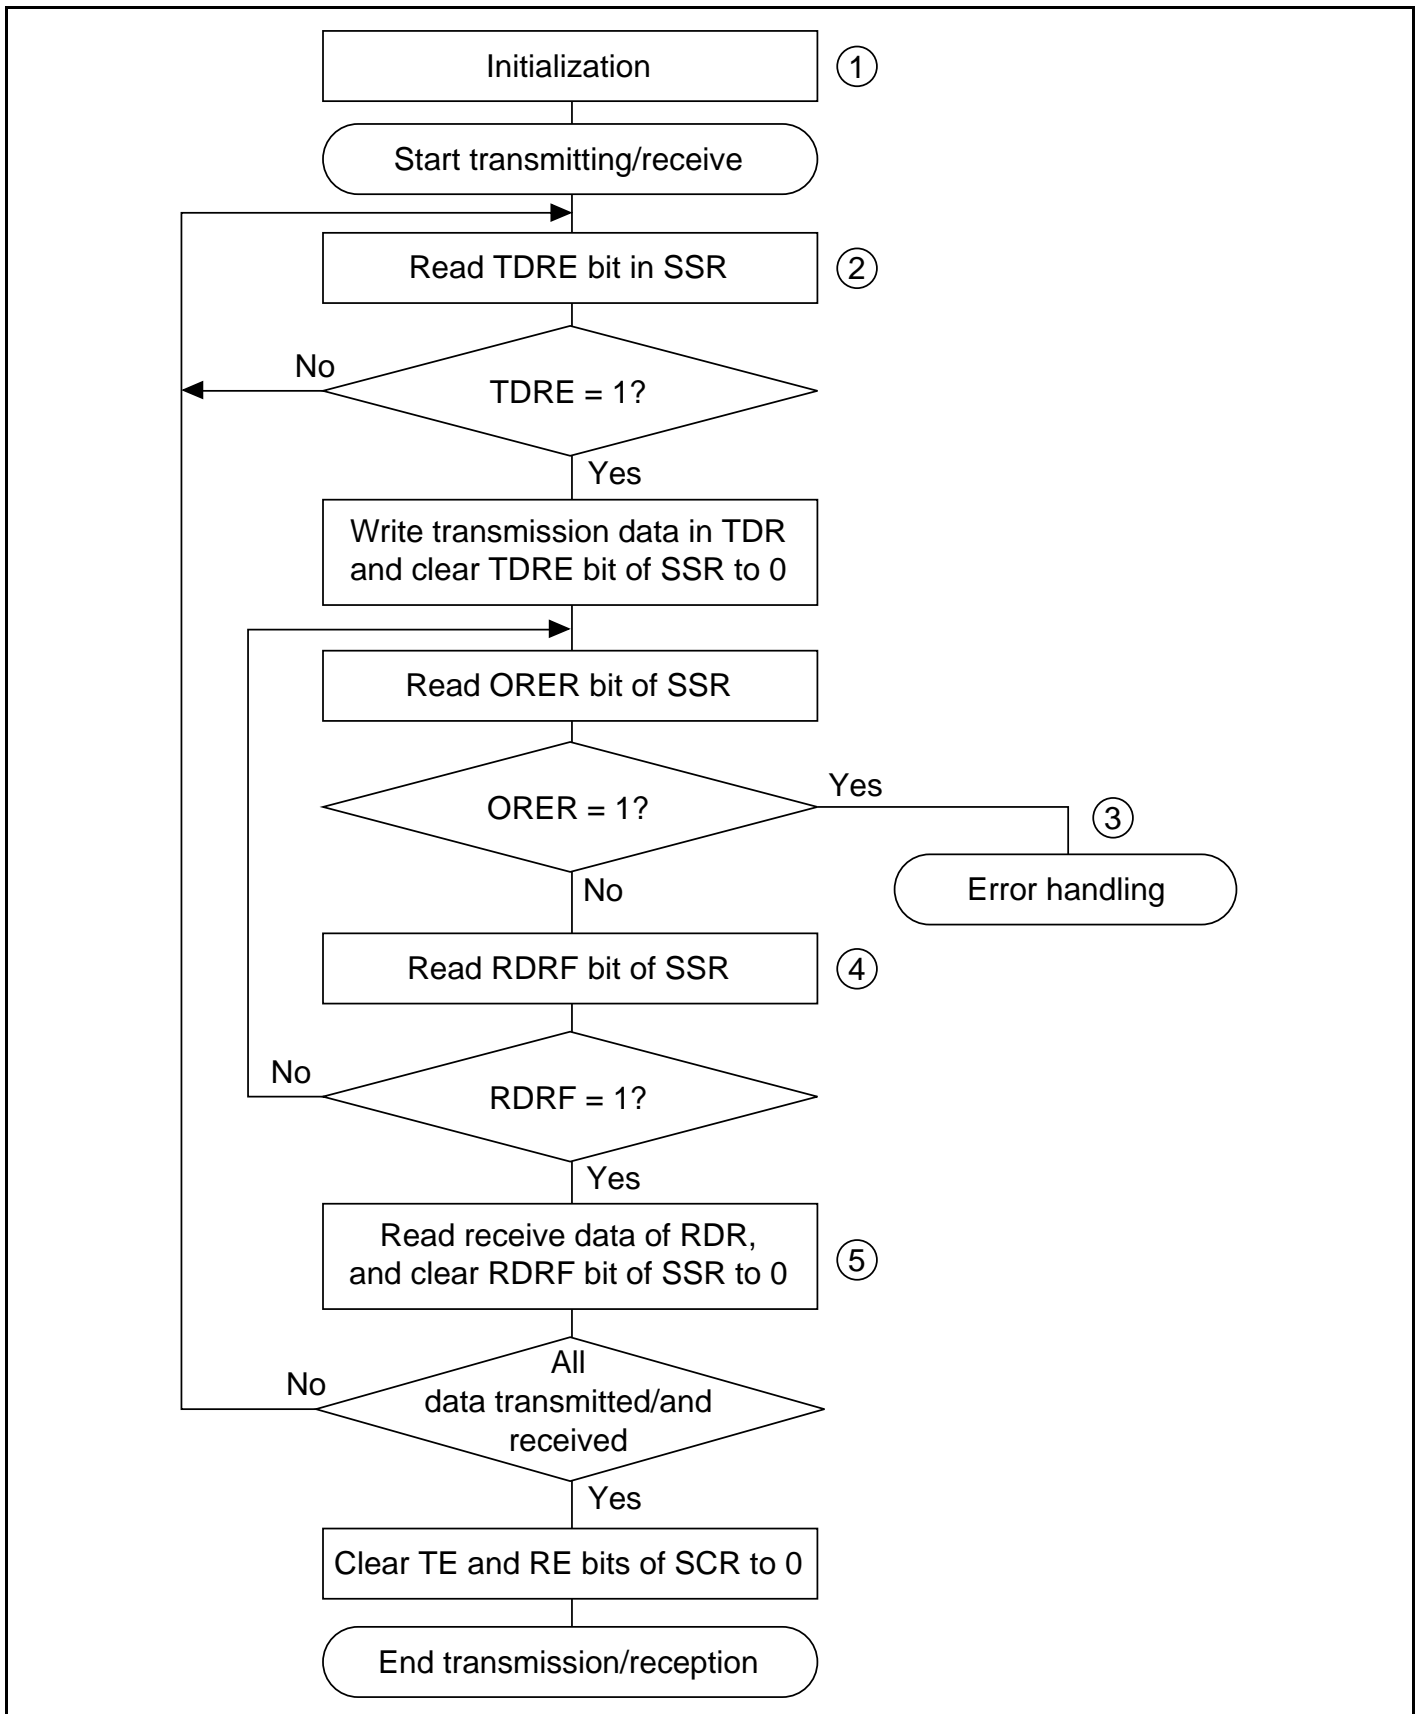 Initialization
①
Start transmitting/receive
Read TDRE bit in SSR
②
No
TDRE = 1?
Yes
Write transmission data in TDR
and clear TDRE bit of SSR to 0
Read ORER bit of SSR
ORER = 1?
Yes
③
Error handling
No
Read RDRF bit of SSR
④
No
RDRF = 1?
Yes
Read receive data of RDR,
and clear RDRF bit of SSR to 0
⑤
No
All
data transmitted/and
received
Yes
Clear TE and RE bits of SCR to 0
End transmission/reception